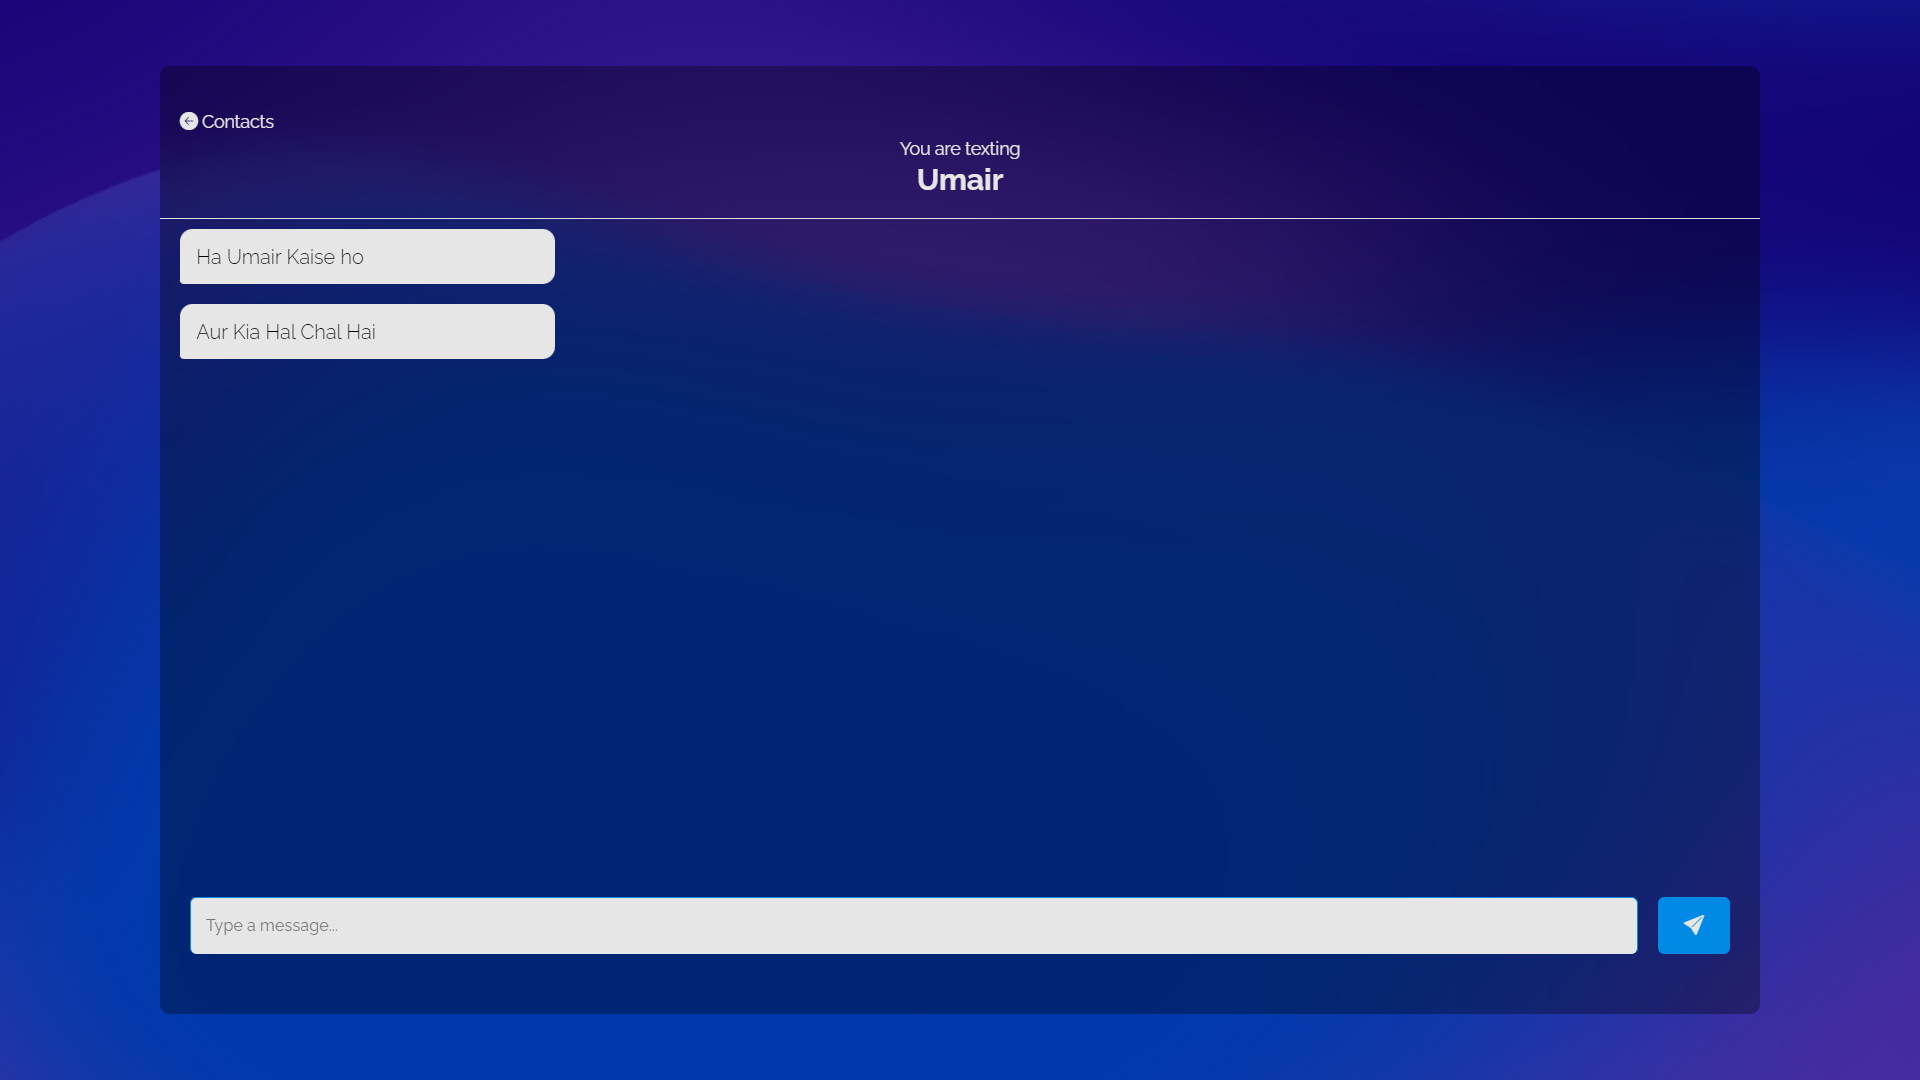 Contacts
You are texting
Umair
Ha Umair Kaise ho
Aur Kia Hal Chal Hai
Type a message...